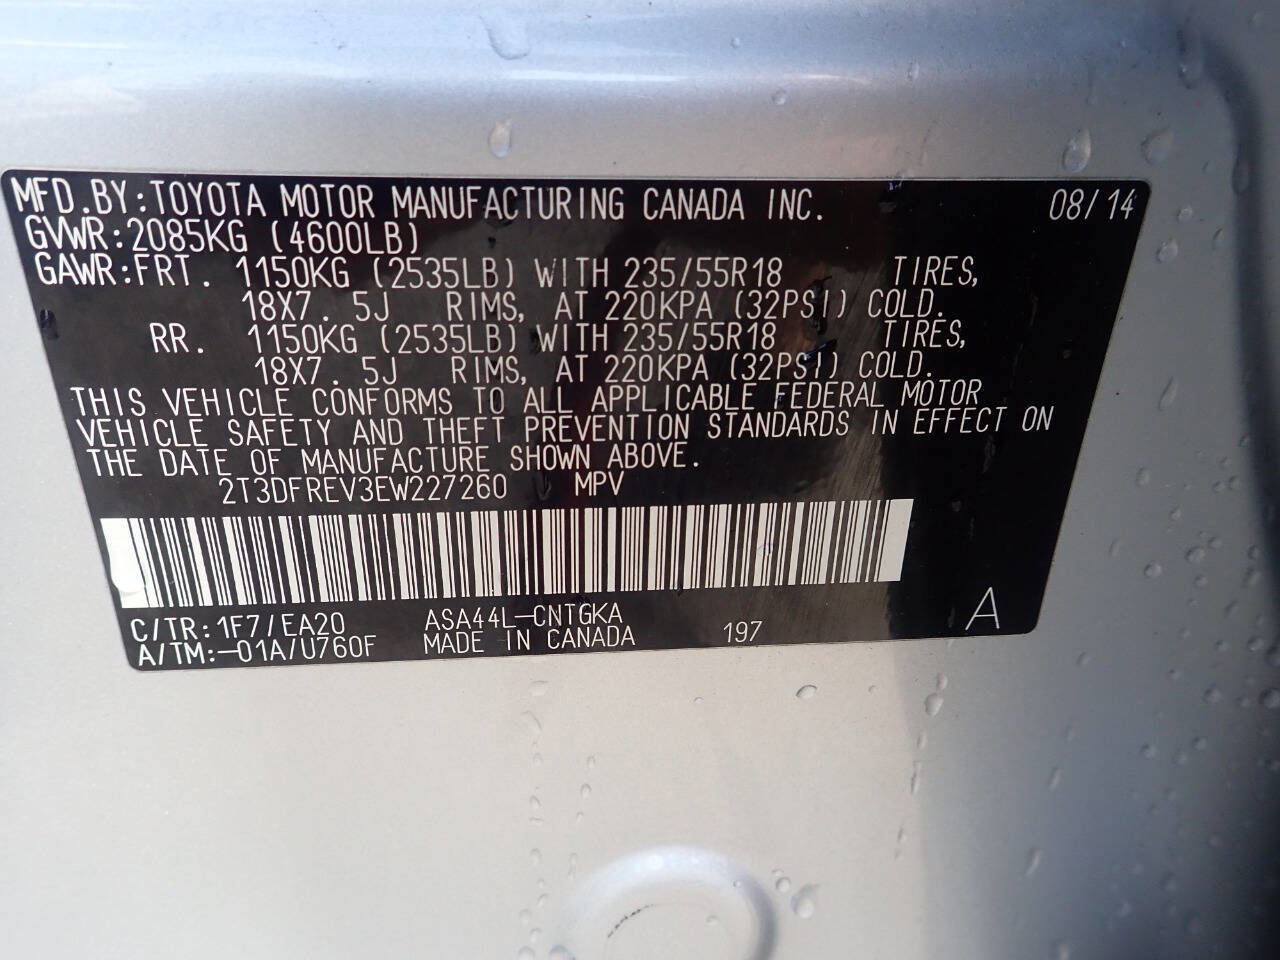 MFD.BY:TOYOTA MOTOR MANUFACTURING CANADA INC. 08/14
GVWR:2085KG (4600LB)
GAWR:FRT. 1150KG (2535LB) WITH 235/55R18 TIRES,
18X7.5J RIMS, AT 220KPA (32PSI) COLD.
RR. 1150KG (2535LB) WITH 235/55R18 TIRES,
18X7.5J RIMS, AT 220KPA (32PSI) COLD.
THIS VEHICLE CONFORMS TO ALL APPLICABLE FEDERAL MOTOR
VEHICLE SAFETY AND THEFT PREVENTION STANDARDS IN EFFECT ON
THE DATE OF MANUFACTURE SHOWN ABOVE.
2T3DFREV3EW227260 MPV
C/TR:1F7/EA20 ASA44L-CNTGKA
A/TM:-01A/U760F MADE IN CANADA 197 A